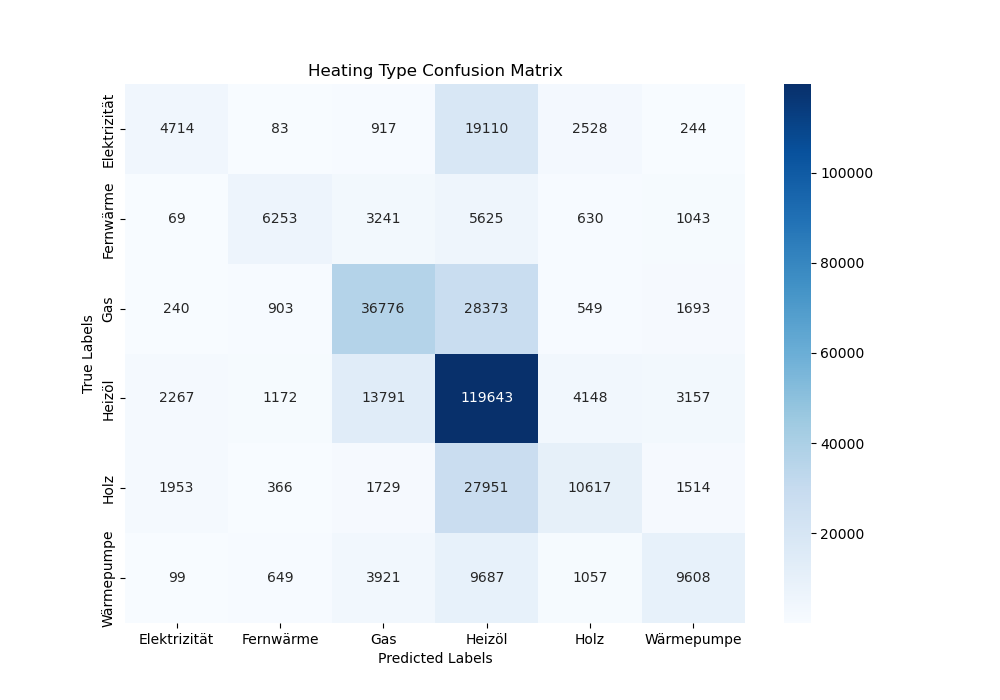 Heating Type Confusion Matrix
True Labels
Elektrizität 4714 83 917 19110 2528 244
Fernwärme 69 6253 3241 5625 630 1043
Gas 240 903 36776 28373 549 1693
Heizöl 2267 1172 13791 119643 4148 3157
Holz 1953 366 1729 27951 10617 1514
Wärmepumpe 99 649 3921 9687 1057 9608
Elektrizität Fernwärme Gas Heizöl Holz Wärmepumpe
Predicted Labels
100000
80000
60000
40000
20000